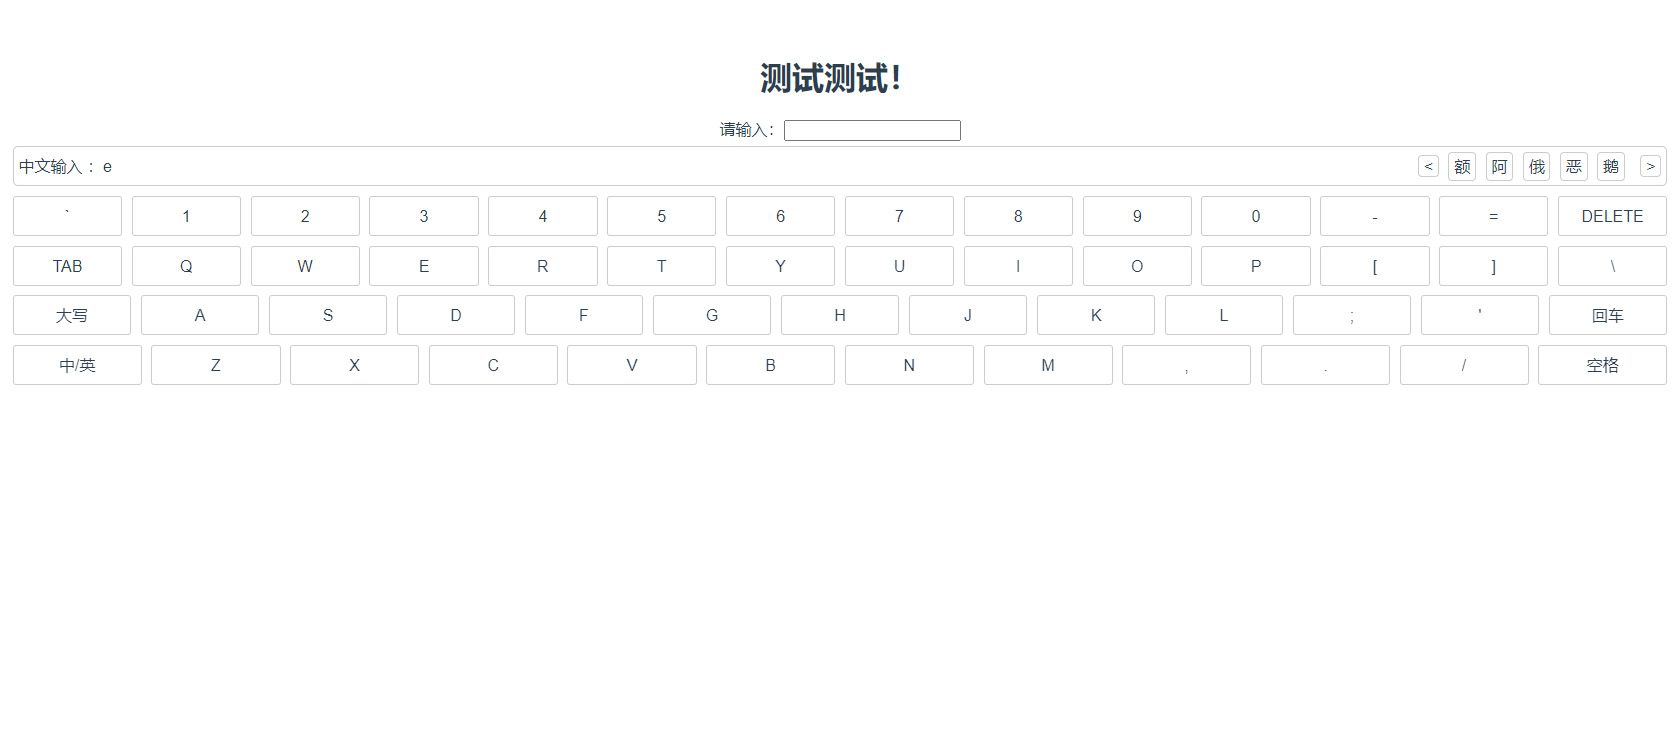 测试测试！
请输入：
中文输入 ： e < 额 阿 俄 恶 鹅 >
` 1 2 3 4 5 6 7 8 9 0 - = DELETE
TAB Q W E R T Y U I O P [ ] \
大写 A S D F G H J K L ; ' 回车
中/英 Z X C V B N M , . / 空格